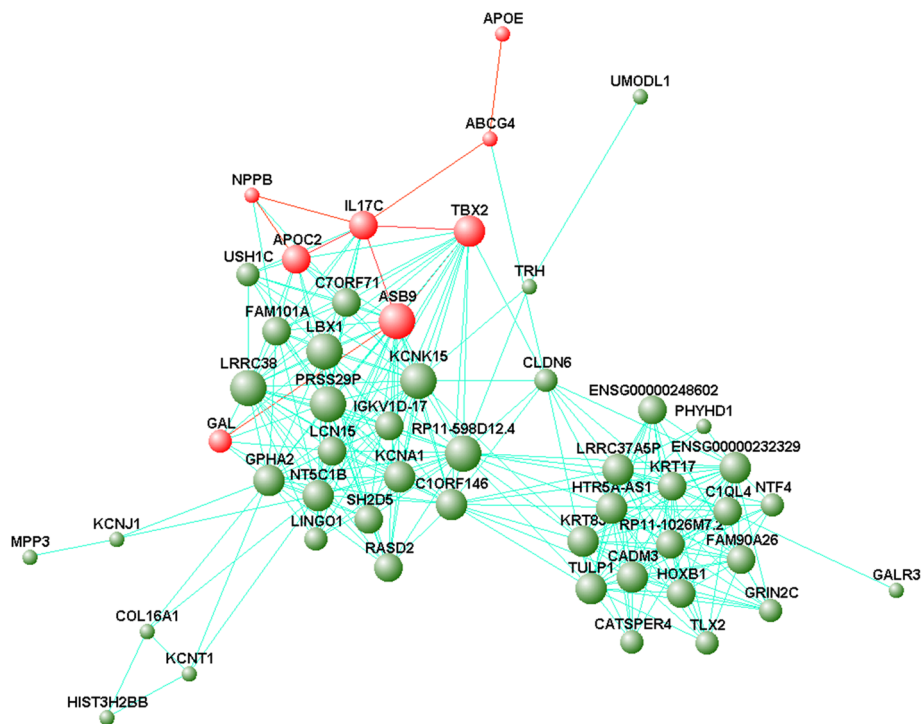 APOE
UMODL1
ABCG4
NPPB
IL17C
TBX2
APOC2
USH1C
C7ORF71
TRH
ASB9
FAM101A
LBX1
KCNK15
LRRC38
PRSS29P
CLDN6
ENSG00000248602
IGKV1D-17
PHYHD1
GAL
LCN15
RP11-598D12.4
LRRC37A5P
ENSG00000232329
GPHA2
NT5C1B
KCNA1
KRT17
C1ORF146
HTR5A-AS1
C1QL4
NTF4
SH2D5
LINGO1
KCNJ1
KRT83
RP11-1026M7.2
FAM90A26
MPP3
RASD2
TULP1
CADM3
HOXB1
GALR3
GRIN2C
COL16A1
CATSPER4
TLX2
KCNT1
HIST3H2BB